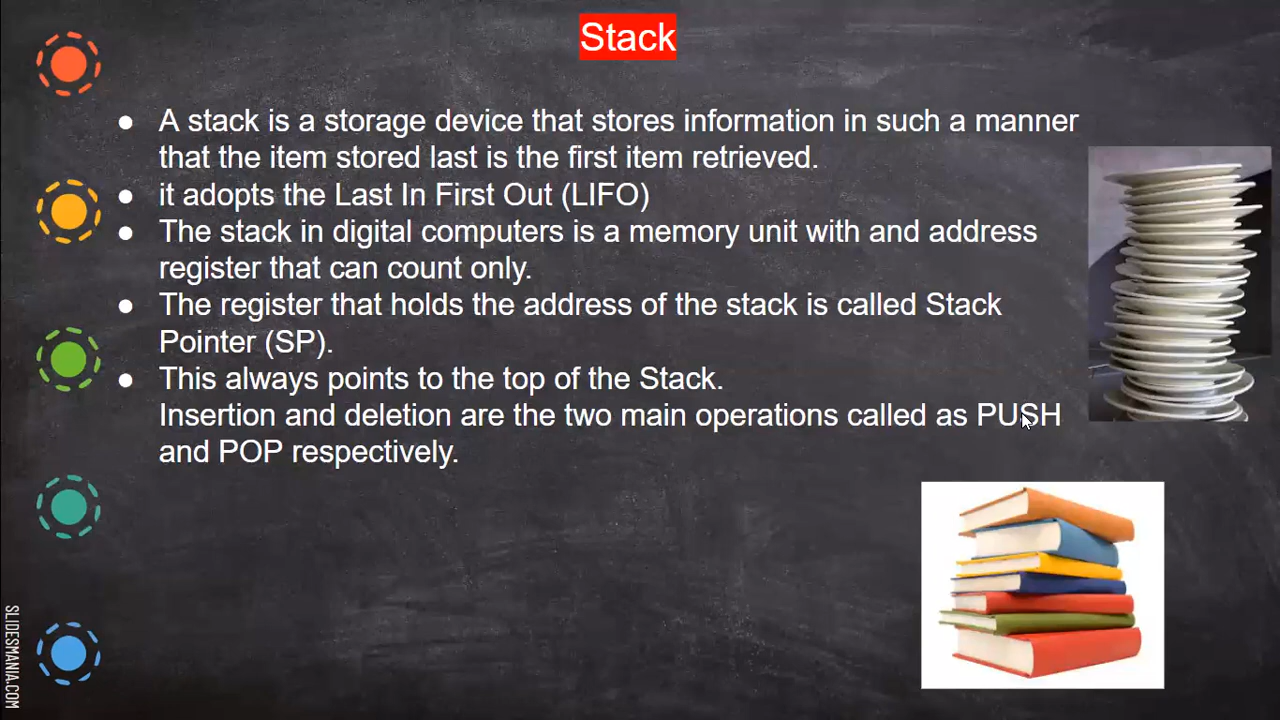 Stack
● A stack is a storage device that stores information in such a manner
that the item stored last is the first item retrieved.
● it adopts the Last In First Out (LIFO)
● The stack in digital computers is a memory unit with and address
register that can count only.
● The register that holds the address of the stack is called Stack
Pointer (SP).
● This always points to the top of the Stack.
Insertion and deletion are the two main operations called as PUSH
and POP respectively.
SLIDESMANIA.COM